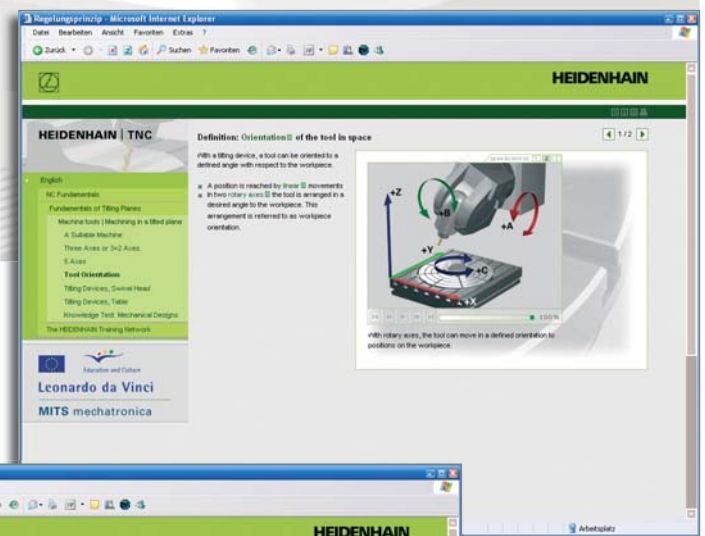 Regelungsprinzip - Microsoft Internet Explorer
Datei Bearbeiten Ansicht Favoriten Extras ?
Zurück Suchen Favoriten
HEIDENHAIN
HEIDENHAIN | TNC
English
NC Fundamentals
Fundamentals of Tilting Planes
Machine tools | Machining in a tilted plane
A Suitable Machine
Three Axes or 3+2 Axes
5 Axes
Tool Orientation
Tilting Devices, Swivel Head
Tilting Devices, Table
Knowledge Test: Mechanical Designs
The HEIDENHAIN Training Network
Education and Culture
Leonardo da Vinci
MITS mechatronica
Definition: Orientation of the tool in space
With a tilting device, a tool can be oriented to a
defined angle with respect to the workpiece.
A position is reached by linear movements
In two rotary axes the tool is arranged in a
desired angle to the workpiece. This
arrangement is referred to as workpiece
orientation.
1/2
+Z
+B
+A
+Y
+C
+X
100%
With rotary axes, the tool can move in a defined orientation to
positions on the workpiece.
Arbeitsplatz
HEIDENHAIN